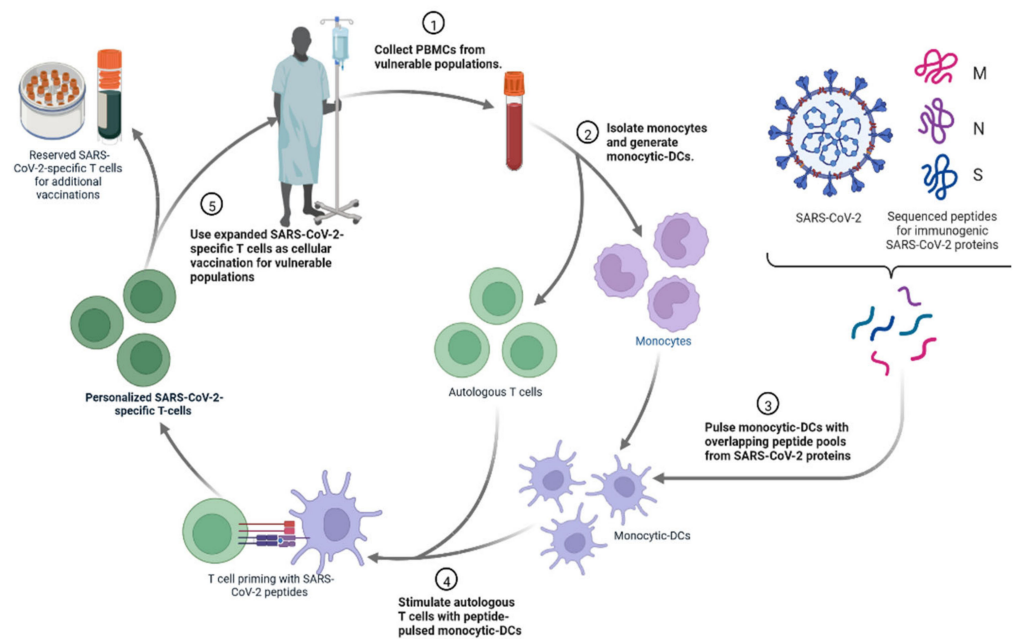 1
Collect PBMCs from
vulnerable populations.
2
Isolate monocytes
and generate
monocytic-DCs.
M
N
S
SARS-CoV-2
Sequenced peptides
for immunogenic
SARS-CoV-2 proteins
Reserved SARS-
CoV-2-specific T cells
for additional
vaccinations
5
Use expanded SARS-CoV-2-
specific T cells as cellular
vaccination for vulnerable
populations
Monocytes
Autologous T cells
Personalized SARS-CoV-2-
specific T-cells
3
Pulse monocytic-DCs with
overlapping peptide pools
from SARS-CoV-2 proteins
Monocytic-DCs
T cell priming with SARS-
CoV-2 peptides
4
Stimulate autologous
T cells with peptide-
pulsed monocytic-DCs